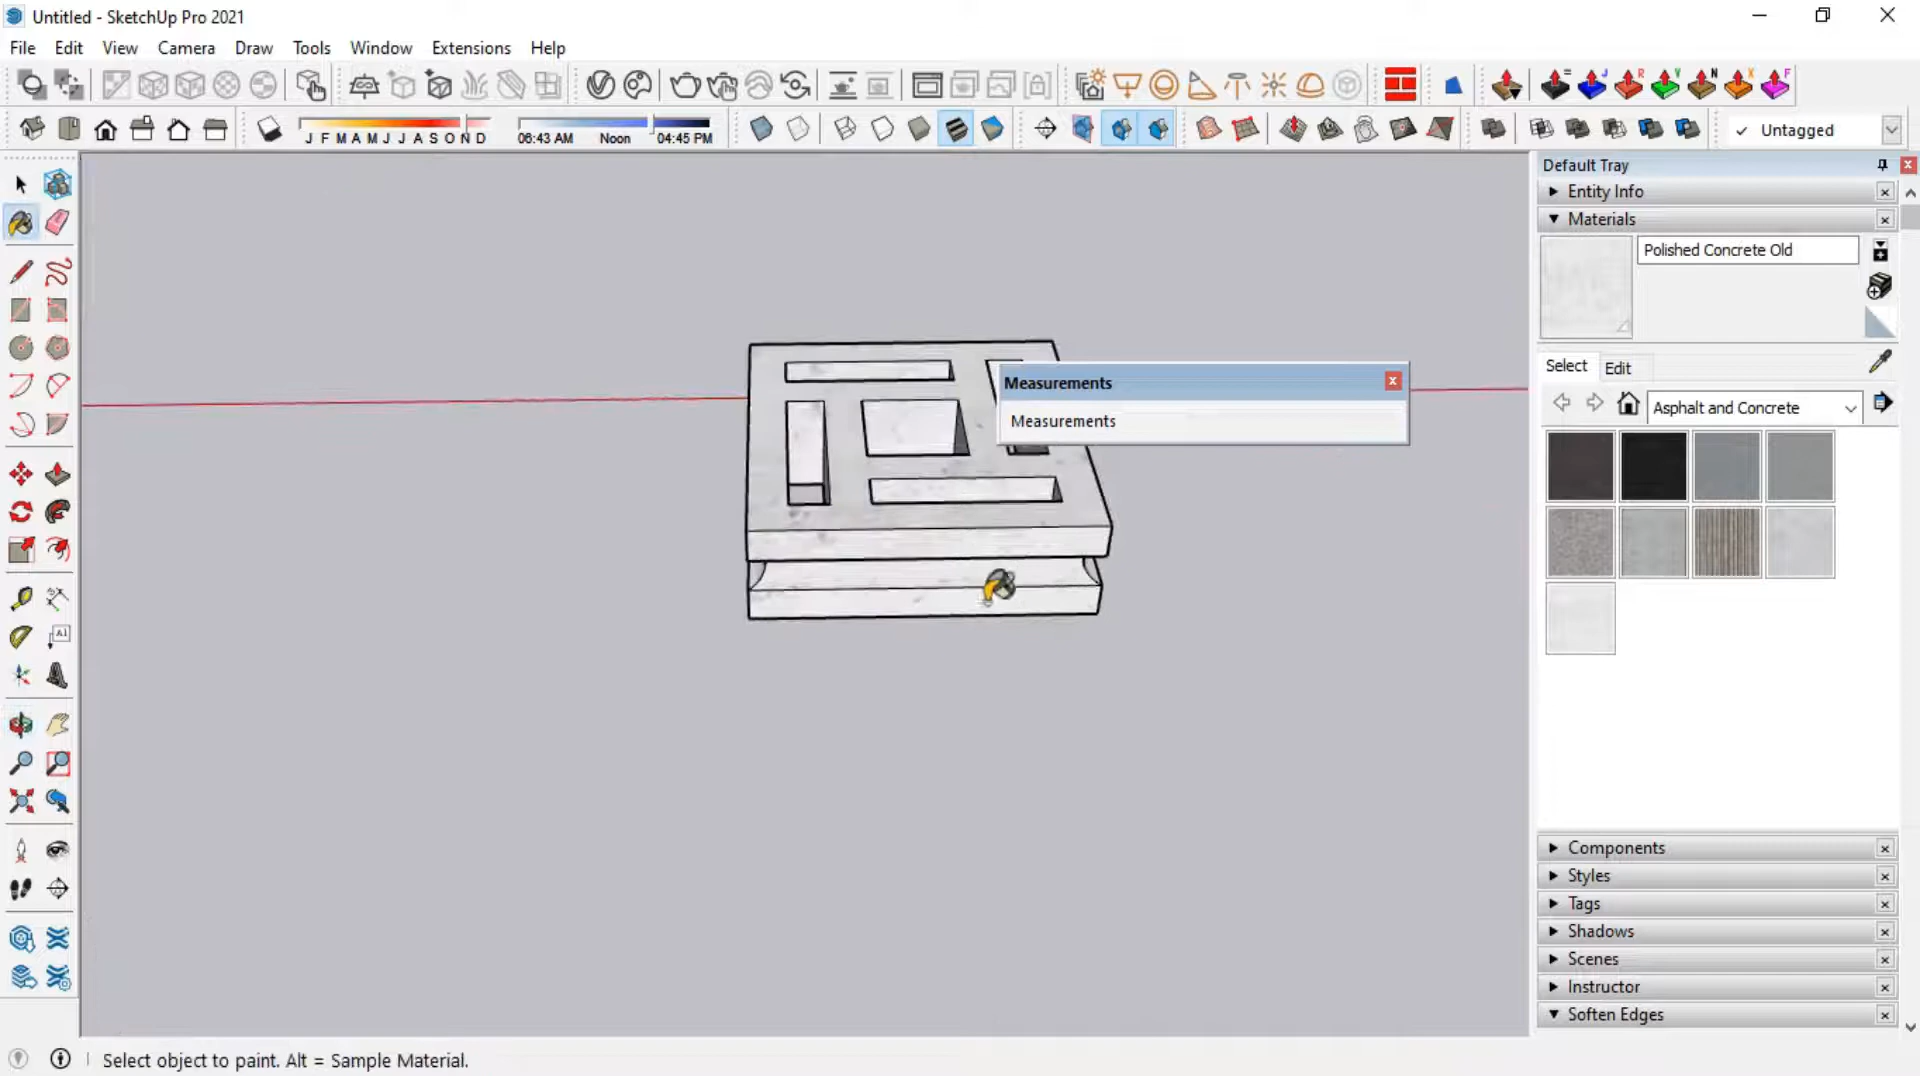 Untitled - SketchUp Pro 2021
File Edit View Camera Draw Tools Window Extensions Help
= J R V N X F
J F M A M J J A S O N D
06:43 AM Noon 04:45 PM
✓ Untagged
Default Tray
Entity Info
Materials
Polished Concrete Old
Select Edit
Asphalt and Concrete
Measurements
Measurements
A1
Components
Styles
Tags
Shadows
Scenes
Instructor
Soften Edges
Select object to paint. Alt = Sample Material.